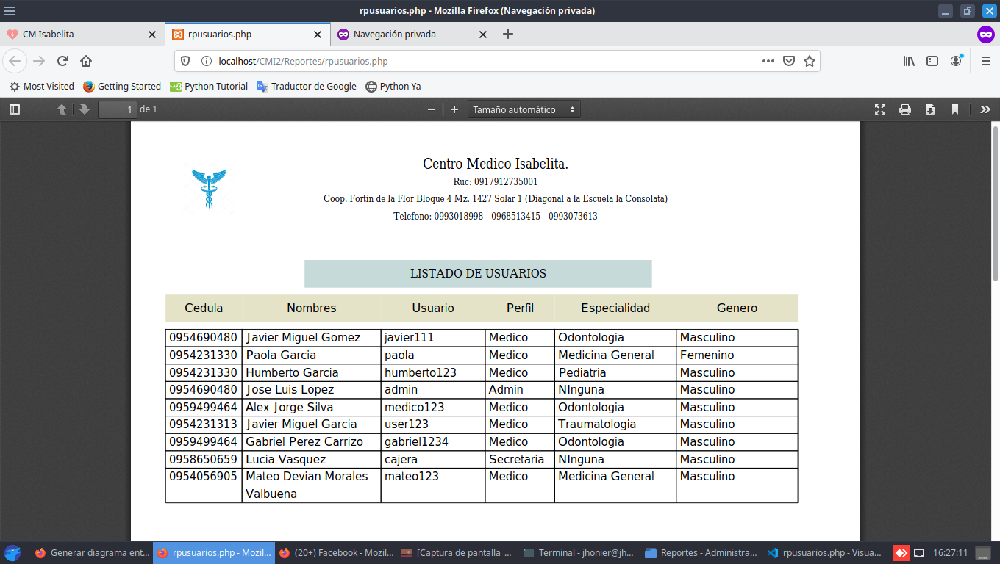 rpusuarios.php - Mozilla Firefox (Navegación privada)
CM Isabelita
rpusuarios.php
Navegación privada
localhost/CMI2/Reportes/rpusuarios.php
Most Visited Getting Started Python Tutorial Traductor de Google Python Ya
1 de 1 Tamaño automático
Centro Medico Isabelita.
Ruc: 0917912735001
Coop. Fortin de la Flor Bloque 4 Mz. 1427 Solar 1 (Diagonal a la Escuela la Consolata)
Telefono: 0993018998 - 0968513415 - 0993073613
LISTADO DE USUARIOS
Cedula Nombres Usuario Perfil Especialidad Genero
0954690480 Javier Miguel Gomez javier111 Medico Odontologia Masculino
0954231330 Paola Garcia paola Medico Medicina General Femenino
0954231330 Humberto Garcia humberto123 Medico Pediatria Masculino
0954690480 Jose Luis Lopez admin Admin NInguna Masculino
0959499464 Alex Jorge Silva medico123 Medico Odontologia Masculino
0954231313 Javier Miguel Garcia user123 Medico Traumatologia Masculino
0959499464 Gabriel Perez Carrizo gabriel1234 Medico Odontologia Masculino
0958650659 Lucia Vasquez cajera Secretaria NInguna Masculino
0954056905 Mateo Devian Morales mateo123 Medico Medicina General Masculino
Valbuena
Generar diagrama ent... rpusuarios.php - Mozil... (20+) Facebook - Mozil... [Captura de pantalla_... Terminal - jhonier@jh... Reportes - Administra... rpusuarios.php - Visua... 16:27:11